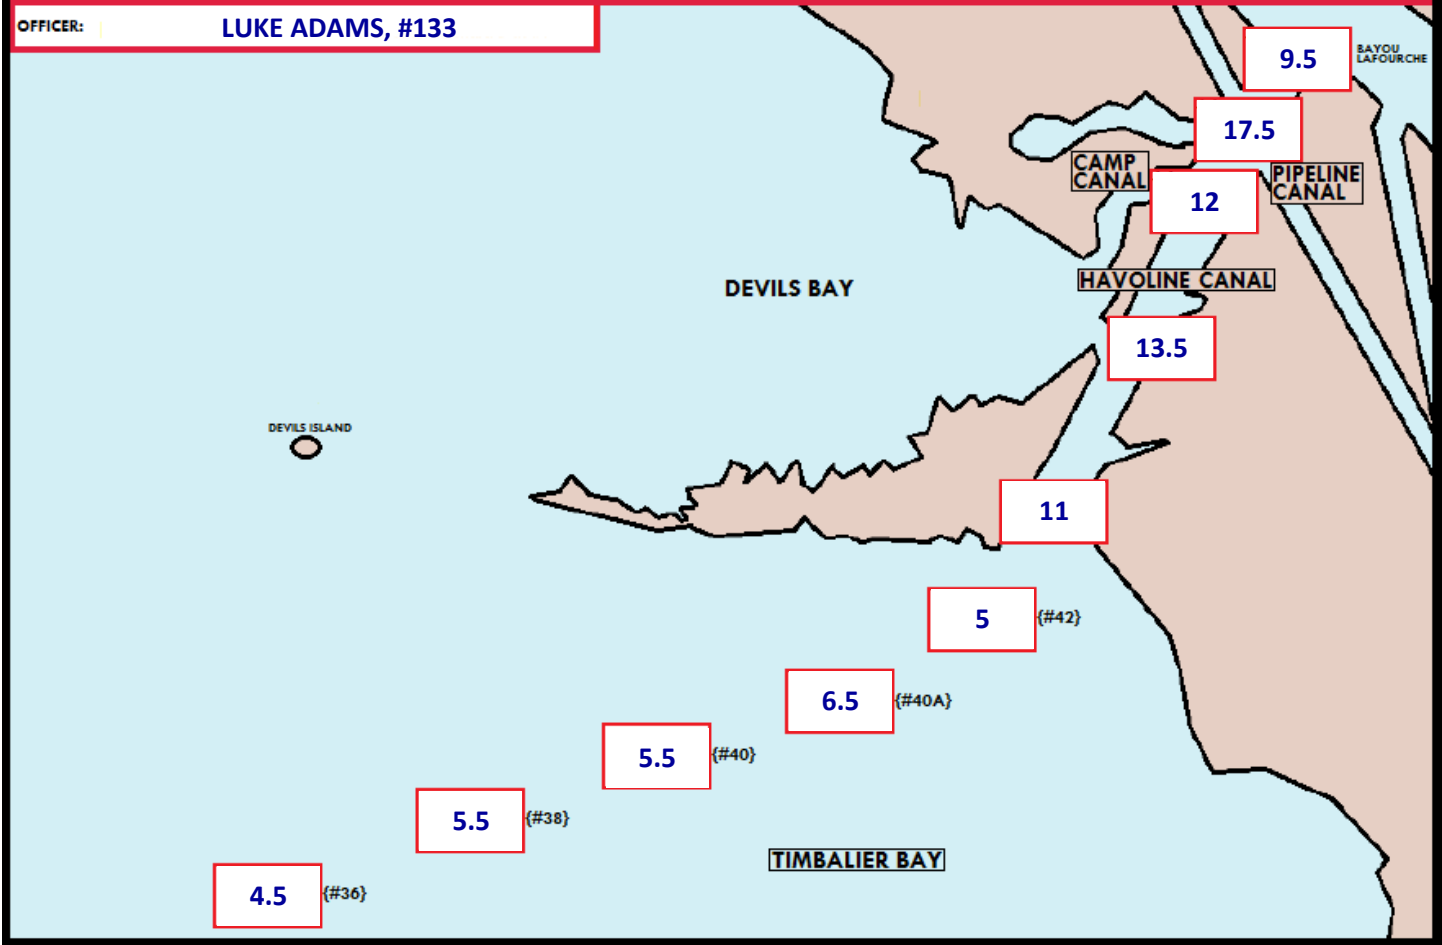 OFFICER: LUKE ADAMS, #133
9.5
BAYOU
LAFOURCHE
17.5
CAMP
CANAL
PIPELINE
CANAL
12
HAVOLINE CANAL
DEVILS BAY
13.5
DEVILS ISLAND
11
5 {#42}
6.5 {#40A}
5.5 {#40}
5.5 {#38}
TIMBALIER BAY
4.5 {#36}